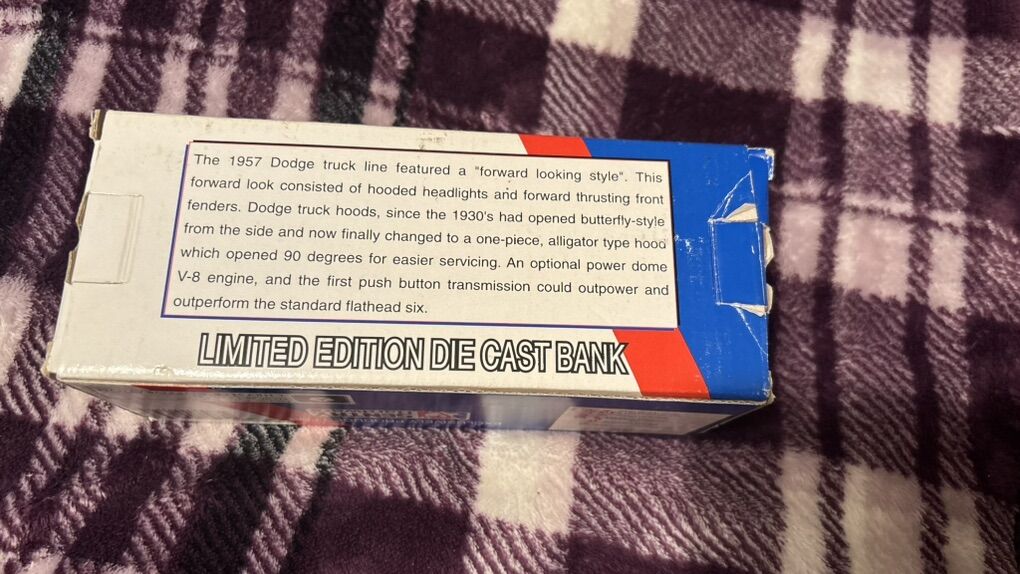 The 1957 Dodge truck line featured a "forward looking style". This
forward look consisted of hooded headlights and forward thrusting front
fenders. Dodge truck hoods, since the 1930's had opened butterfly-style
from the side and now finally changed to a one-piece, alligator type hood
which opened 90 degrees for easier servicing. An optional power dome
V-8 engine, and the first push button transmission could outpower and
outperform the standard flathead six.
LIMITED EDITION DIE CAST BANK